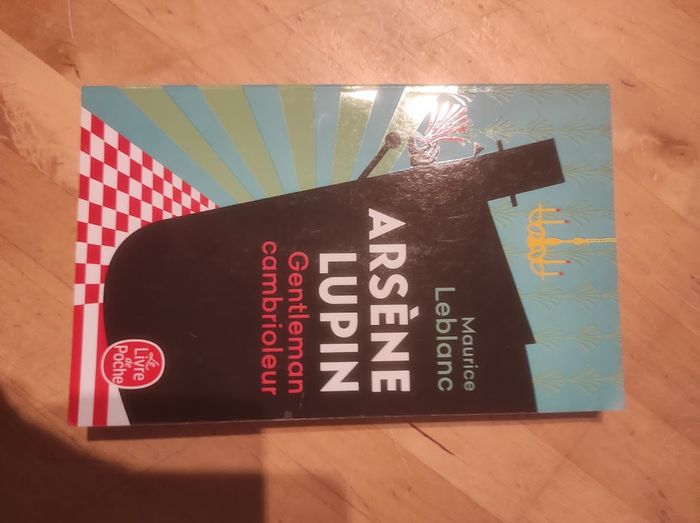 Maurice
Leblanc
ARSÈNE
LUPIN
Gentleman
cambrioleur
Le
Livre
de
Poche